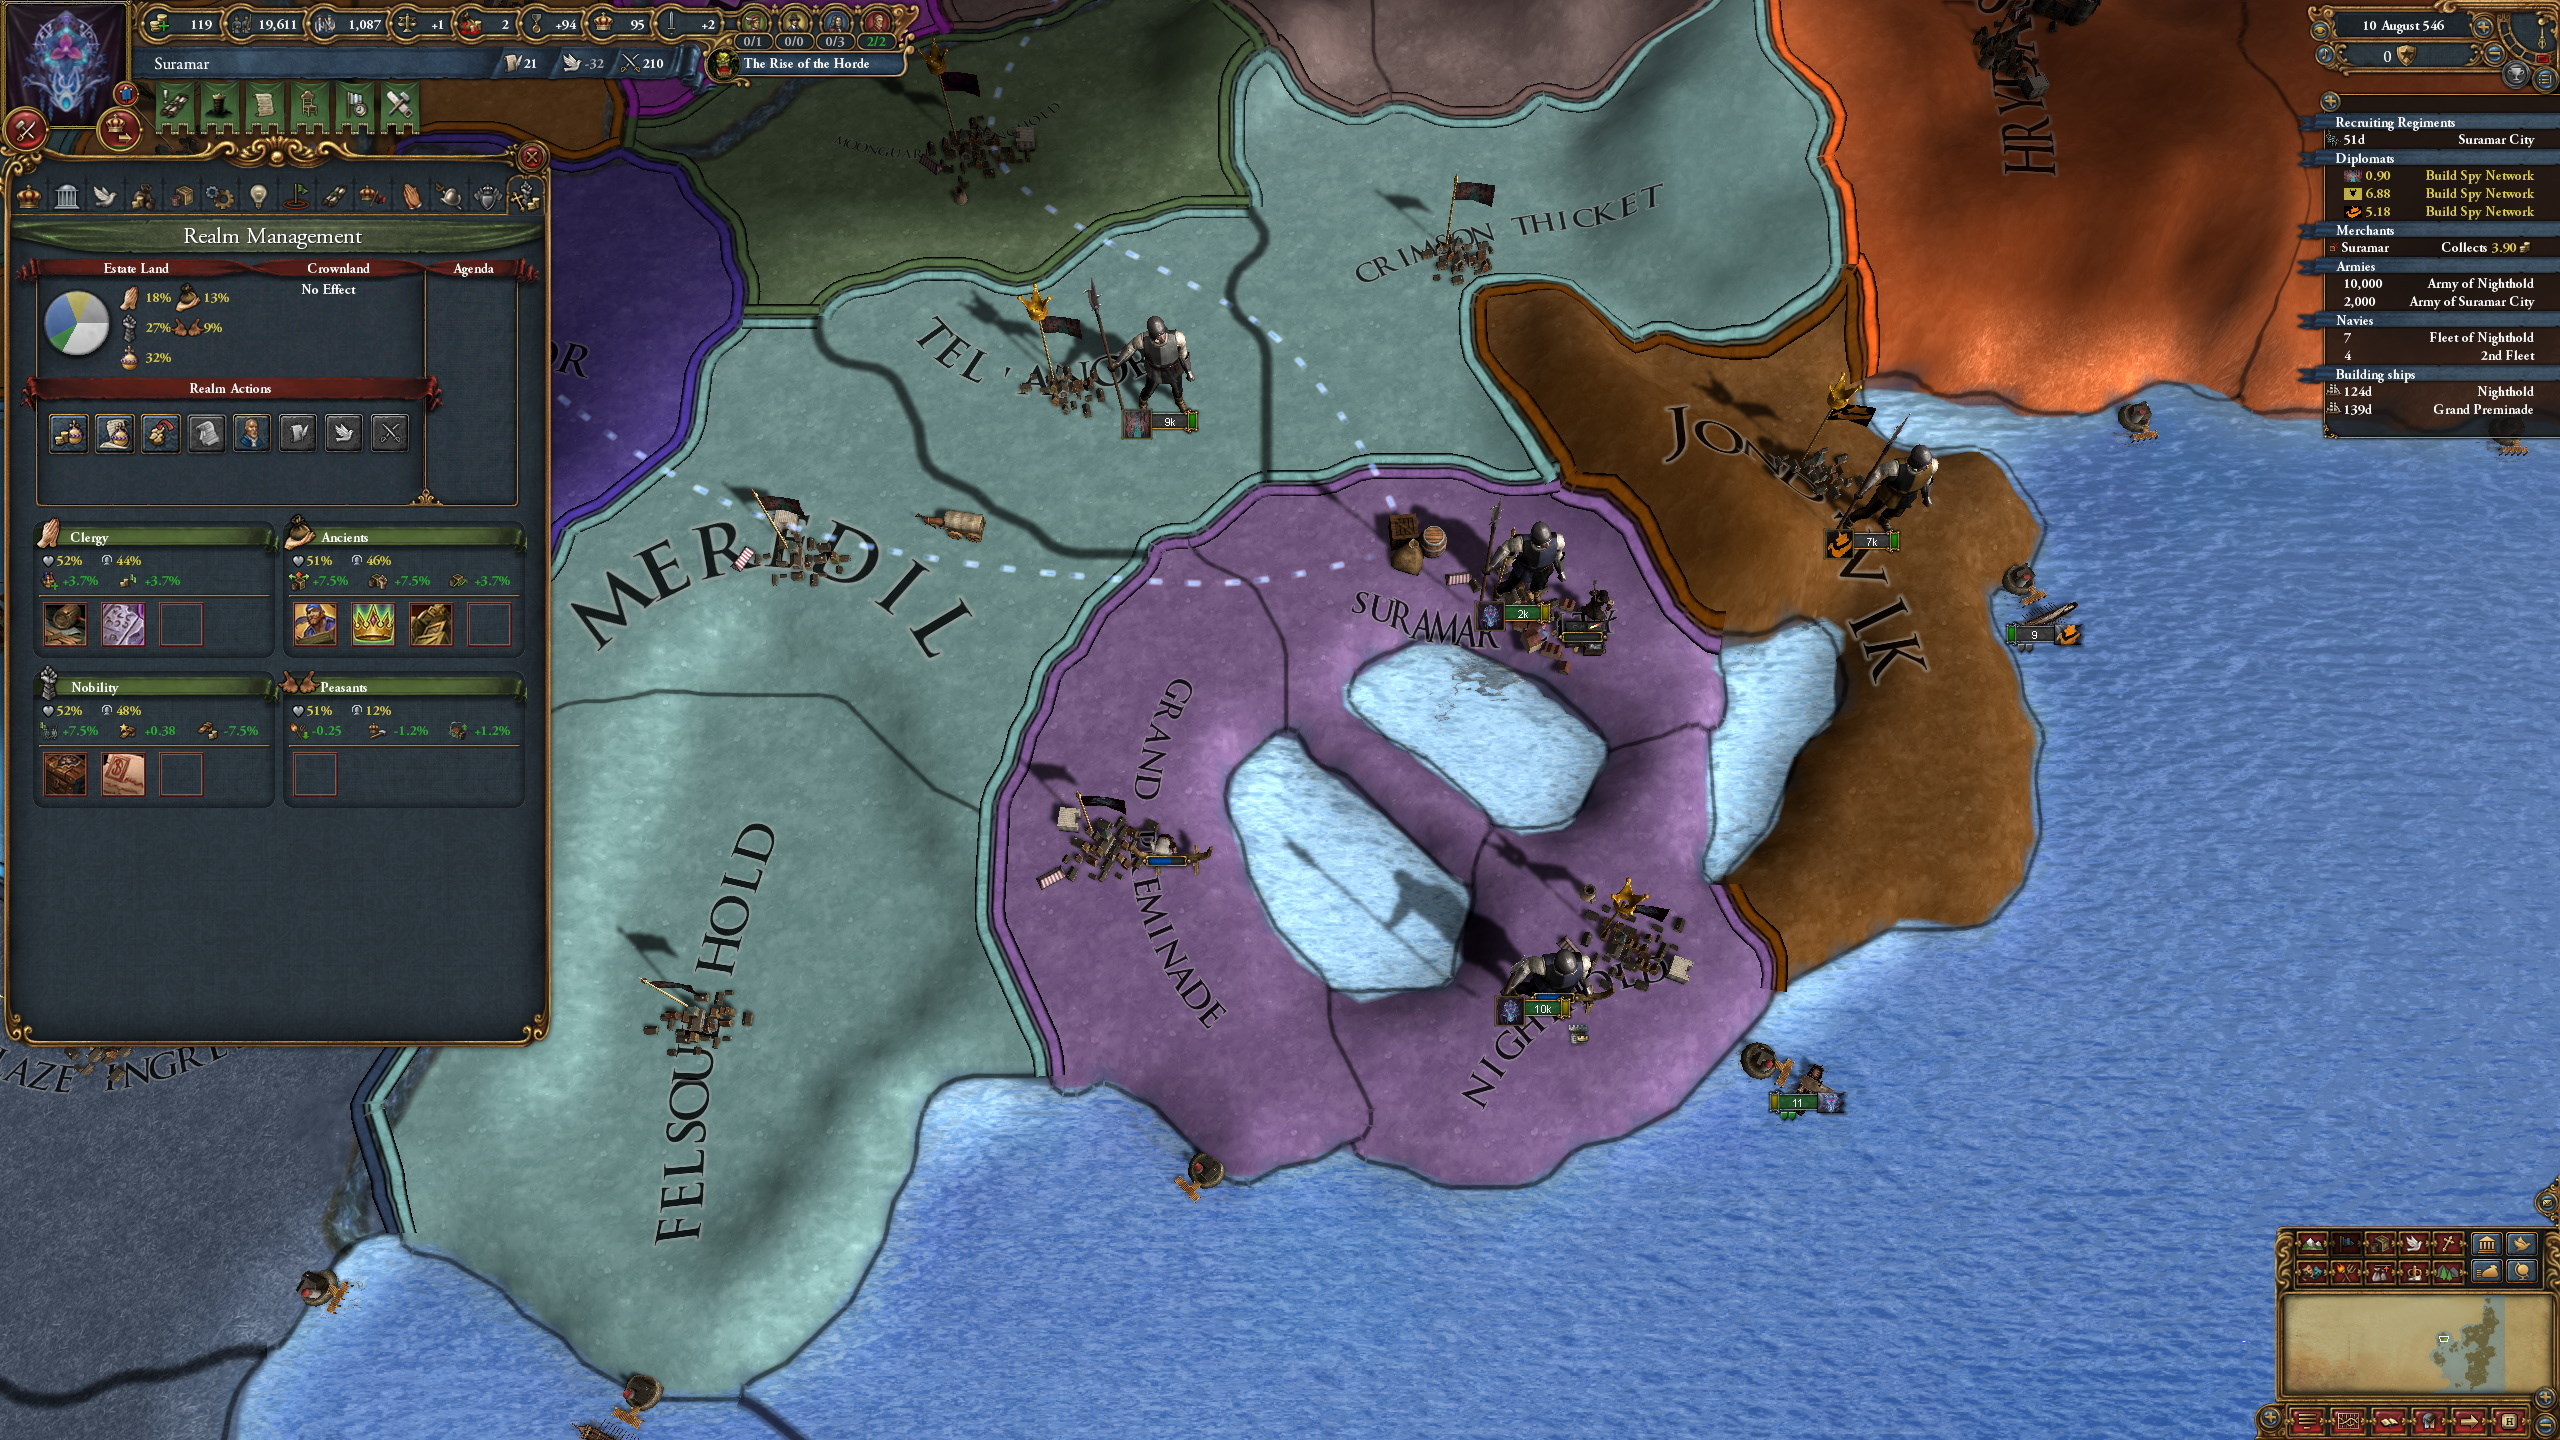 119 19,611 1,087 +1 2 +94 95 +2
0/1 0/0 0/3 2/2
Suramar 21 -32 210
The Rise of the Horde
10 August 546
0
Realm Management
Estate Land Crownland Agenda
No Effect
18% 13%
27% 9%
32%
Realm Actions
Clergy
52% 44%
+3.7% +3.7%
Ancients
51% 46%
+7.5% +7.5% +3.7%
Nobility
52% 48%
+7.5% +0.38 -7.5%
Peasants
51% 12%
-0.25 -1.2% +1.2%
Recruiting Regiments
51d Suramar City
Diplomats
0.90 Build Spy Network
6.88 Build Spy Network
5.18 Build Spy Network
Merchants
Suramar Collects 3.90
Armies
10,000 Army of Nighthold
2,000 Army of Suramar City
Navies
7 Fleet of Nighthold
4 2nd Fleet
Building ships
124d Nighthold
139d Grand Preminade
CRIMSON THICKET
9k
7k
MERDIL
SURAMAR
2k
9
GRAND PREMINADE
FELSOUL HOLD
NIGHTHOLD
10k
11